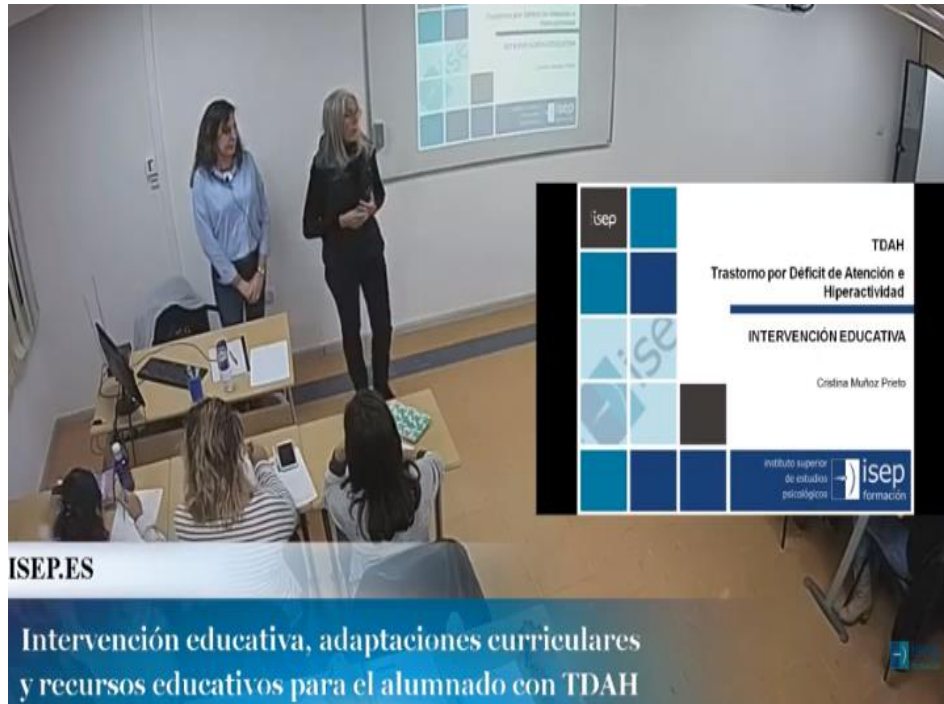 isep
TDAH
Trastorno por Déficit de Atención e
Hiperactividad
INTERVENCIÓN EDUCATIVA
Cristina Muñoz Prieto
instituto superior
de estudios
psicológicos
isep
formación
isep
ISEP.ES
Intervención educativa, adaptaciones curriculares
y recursos educativos para el alumnado con TDAH